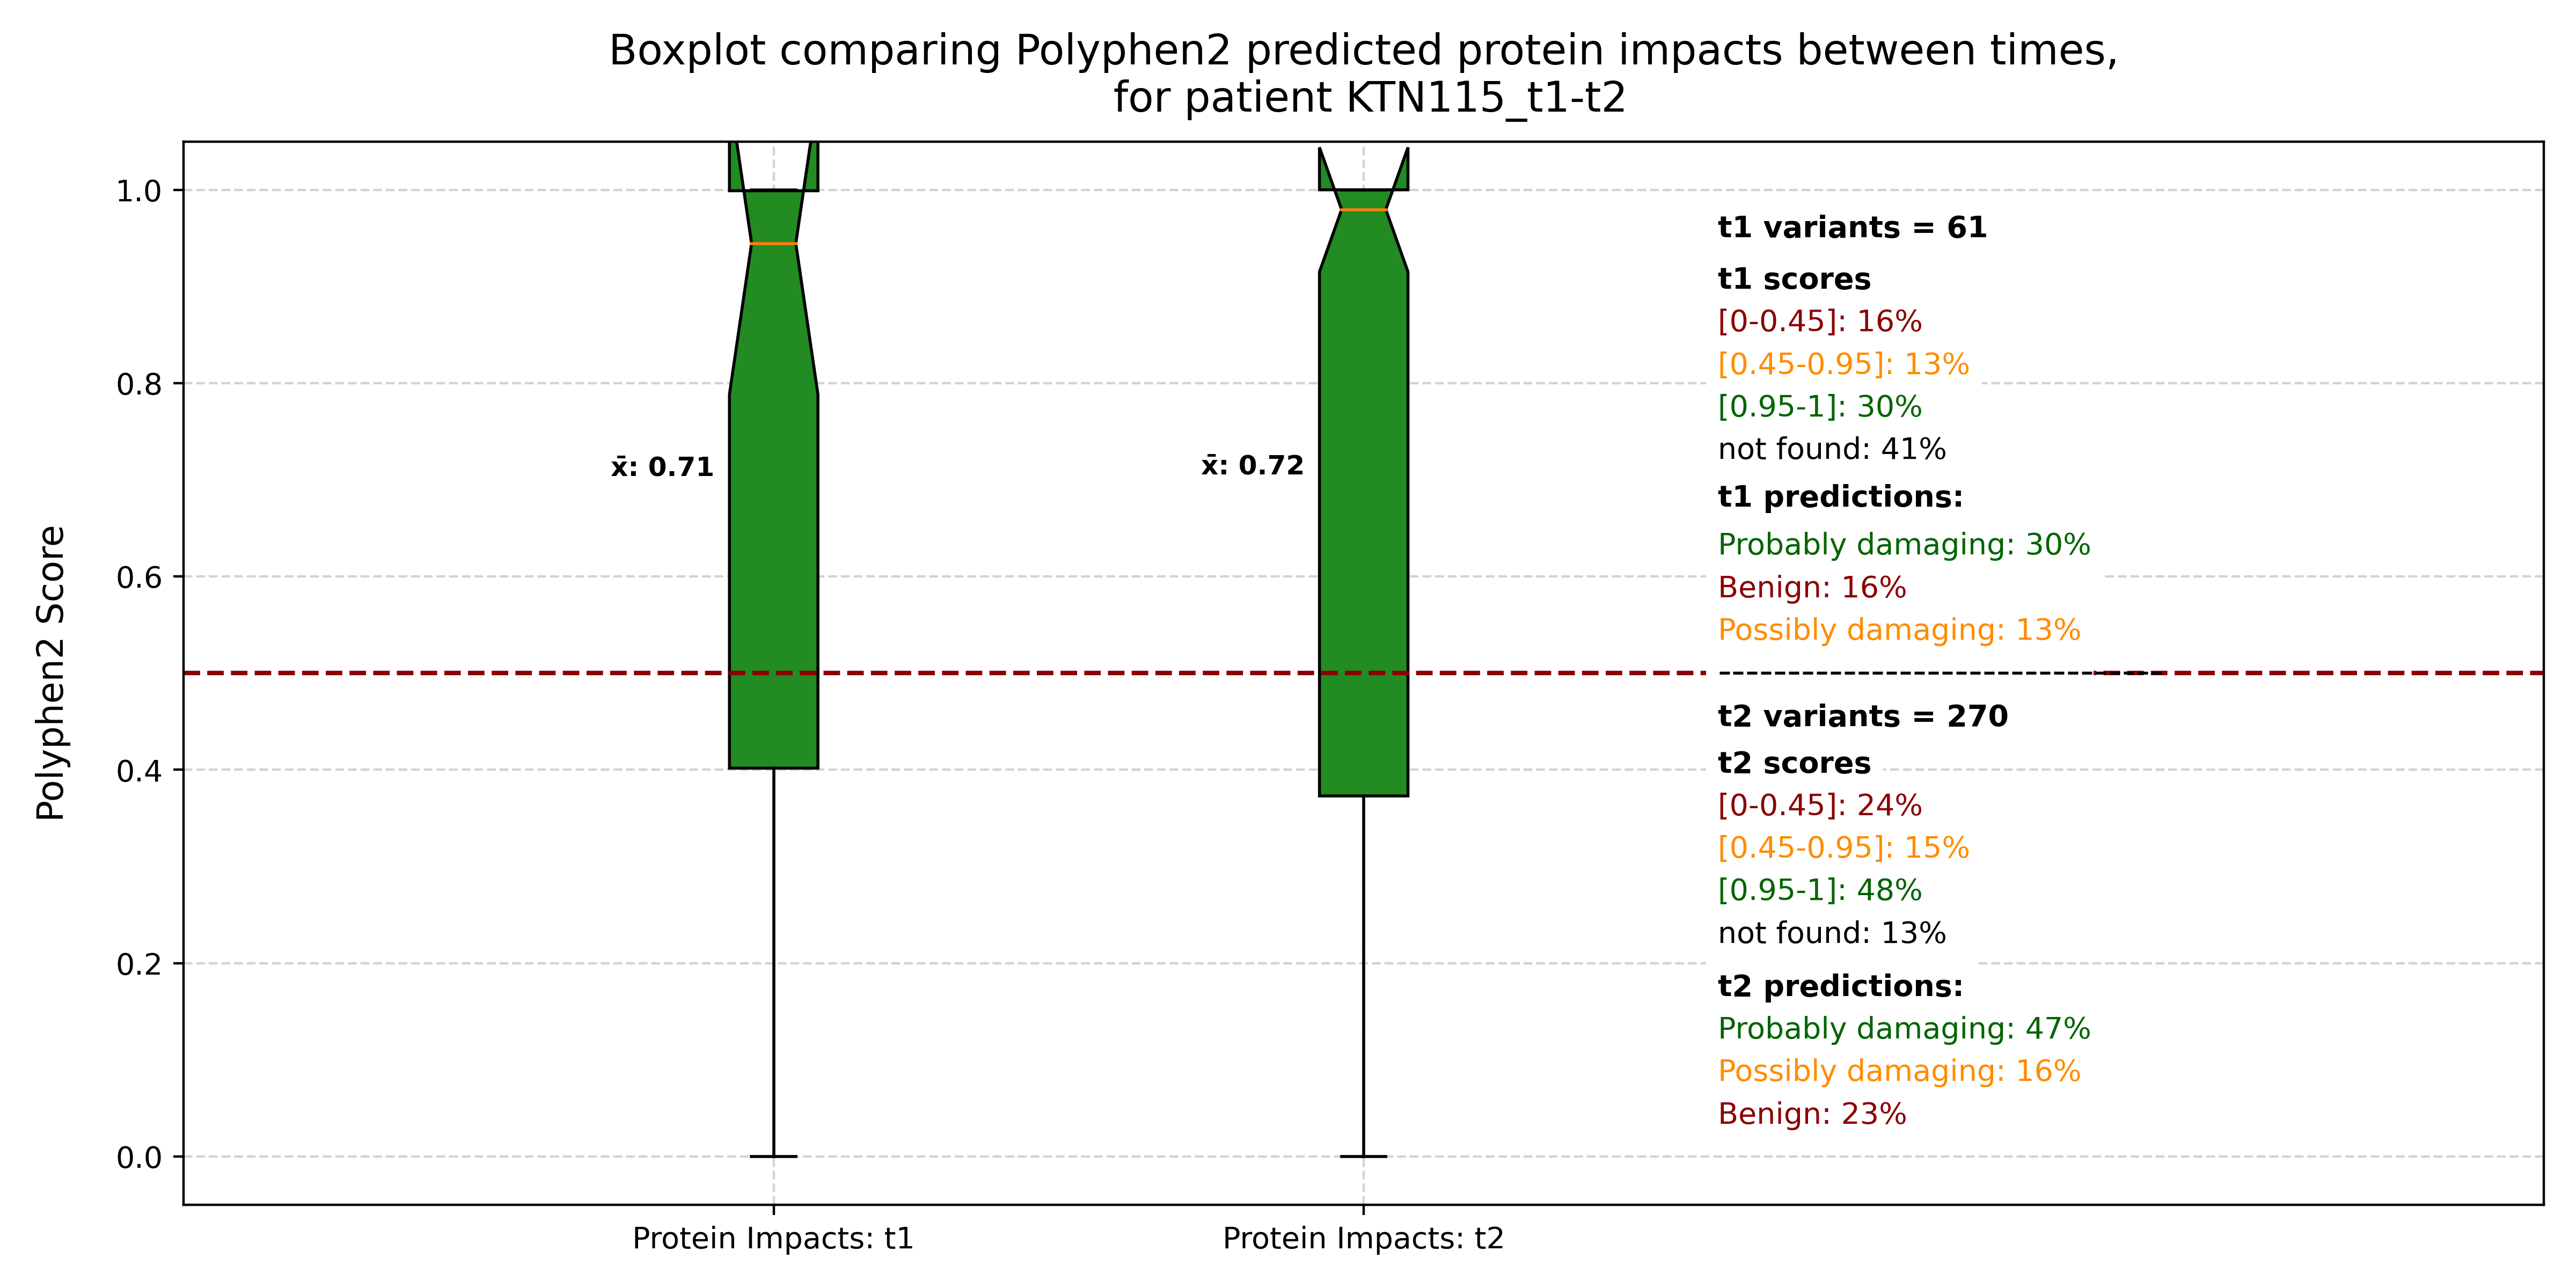 Boxplot comparing Polyphen2 predicted protein impacts between times,
for patient KTN115_t1-t2
Polyphen2 Score
1.0
0.8
0.6
0.4
0.2
0.0
x̄: 0.71
x̄: 0.72
t1 variants = 61
t1 scores
[0-0.45]: 16%
[0.45-0.95]: 13%
[0.95-1]: 30%
not found: 41%
t1 predictions:
Probably damaging: 30%
Benign: 16%
Possibly damaging: 13%
t2 variants = 270
t2 scores
[0-0.45]: 24%
[0.45-0.95]: 15%
[0.95-1]: 48%
not found: 13%
t2 predictions:
Probably damaging: 47%
Possibly damaging: 16%
Benign: 23%
Protein Impacts: t1
Protein Impacts: t2